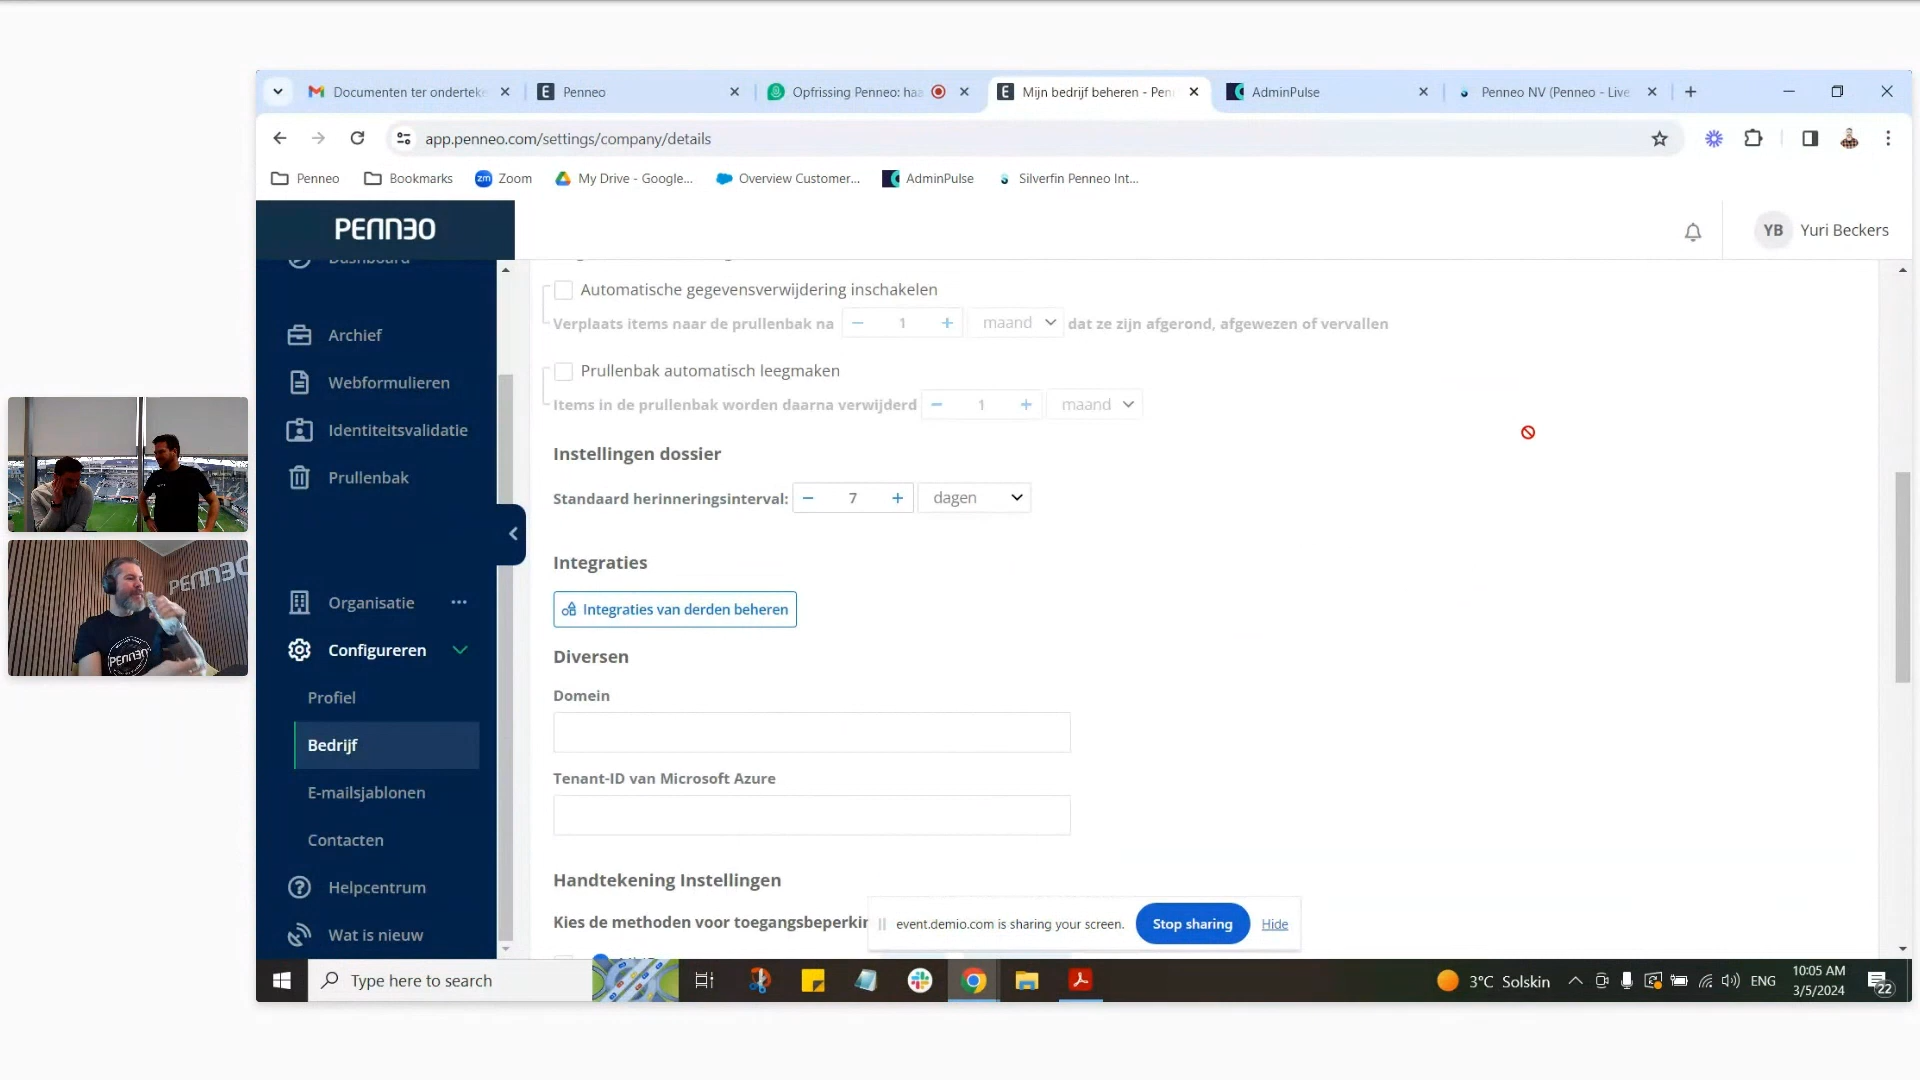 Documenten ter onderteke
Penneo
Opfrissing Penneo: haa
Mijn bedrijf beheren - Pen
AdminPulse
Penneo NV (Penneo - Live
app.penneo.com/settings/company/details
Penneo
Bookmarks
Zoom
My Drive - Google...
Overview Customer...
AdminPulse
Silverfin Penneo Int...
PENNEO
YB
Yuri Beckers
Dashboard
Archief
Webformulieren
Identiteitsvalidatie
Prullenbak
Organisatie
Configureren
Profiel
Bedrijf
E-mailsjablonen
Contacten
Helpcentrum
Wat is nieuw
Automatische gegevensverwijdering inschakelen
Verplaats items naar de prullenbak na 1 maand dat ze zijn afgerond, afgewezen of vervallen
Prullenbak automatisch leegmaken
Items in de prullenbak worden daarna verwijderd 1 maand
Instellingen dossier
Standaard herinneringsinterval: 7 dagen
Integraties
Integraties van derden beheren
Diversen
Domein
Tenant-ID van Microsoft Azure
Handtekening Instellingen
Kies de methoden voor toegangsbeperkin
event.demio.com is sharing your screen.
Stop sharing
Hide
Type here to search
3°C Solskin
ENG
10:05 AM
3/5/2024
22
PENNEO
PENNEO